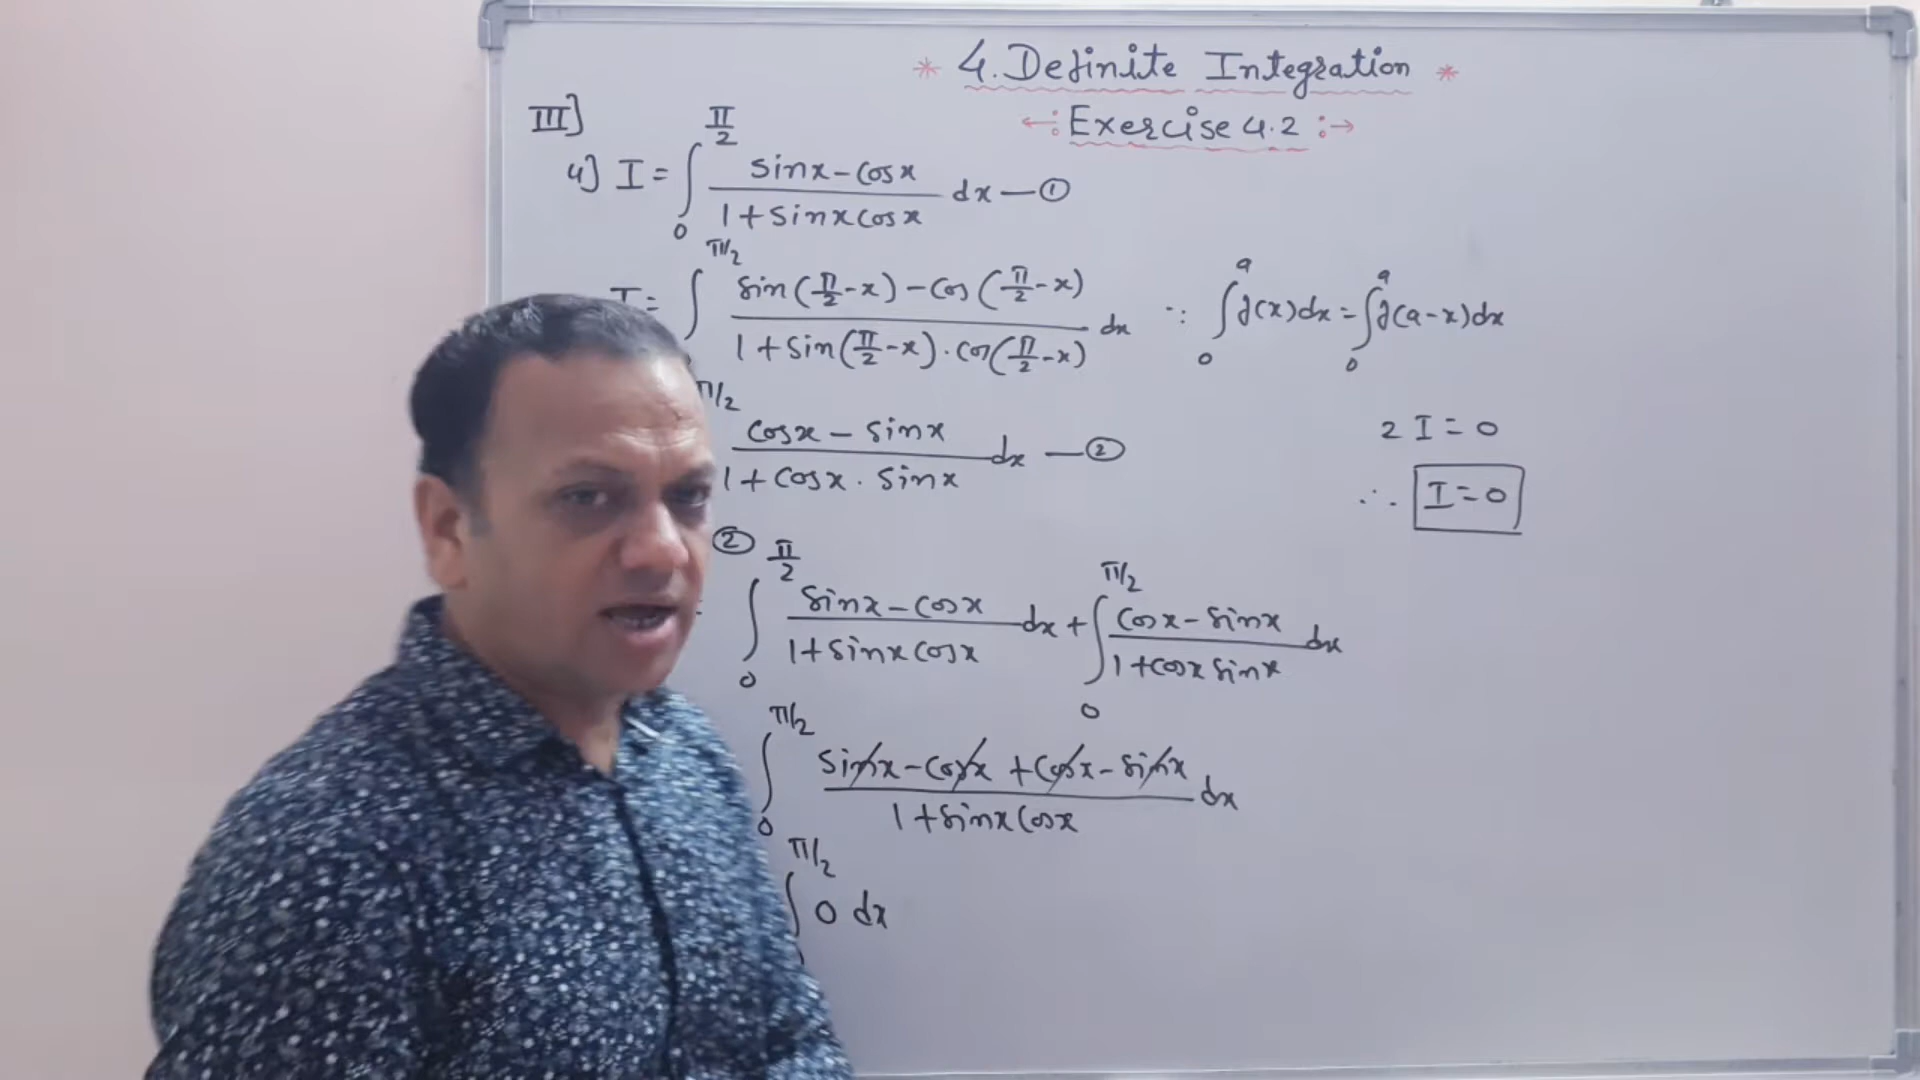 * 4. Definite Integration *
←: Exercise 4.2 :→
III]
4] I = ∫₀^{π/2} (sinx - cosx)/(1 + sinx cosx) dx — ①
I = ∫^{π/2} (sin(π/2 - x) - cos(π/2 - x))/(1 + sin(π/2 - x) · cos(π/2 - x)) dx ∵ ∫₀^a f(x)dx = ∫₀^a f(a-x)dx
π/2 (cosx - sinx)/(1 + cosx · sinx) dx — ②
②
= ∫₀^{π/2} (sinx - cosx)/(1 + sinx cosx) dx + ∫₀^{π/2} (cosx - sinx)/(1 + cosx sinx) dx
∫₀^{π/2} (sinx - cosx + cosx - sinx)/(1 + sinx cosx) dx
∫^{π/2} 0 dx
2 I = 0
∴ I = 0